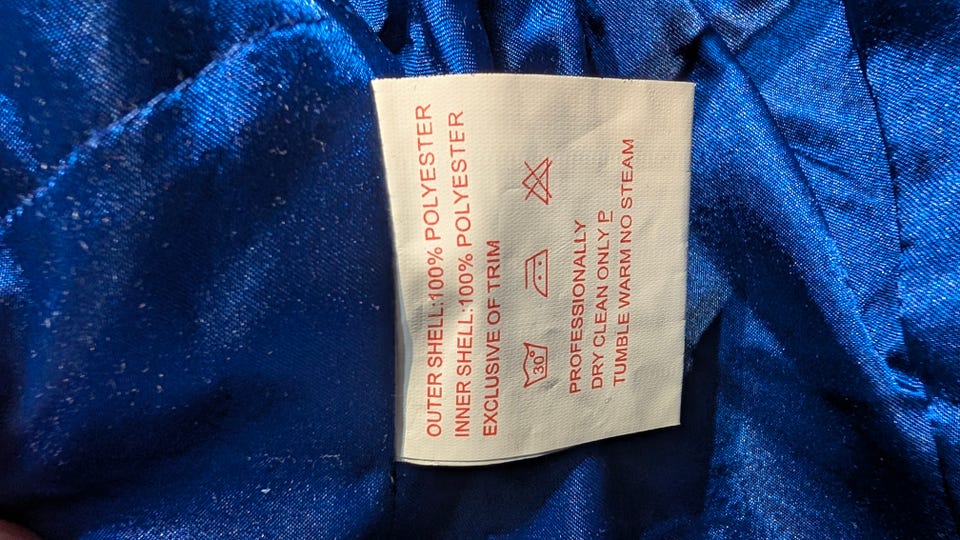 OUTER SHELL:100% POLYESTER
INNER SHELL:100% POLYESTER
EXCLUSIVE OF TRIM
30°
PROFESSIONALLY
DRY CLEAN ONLY P
TUMBLE WARM NO STEAM